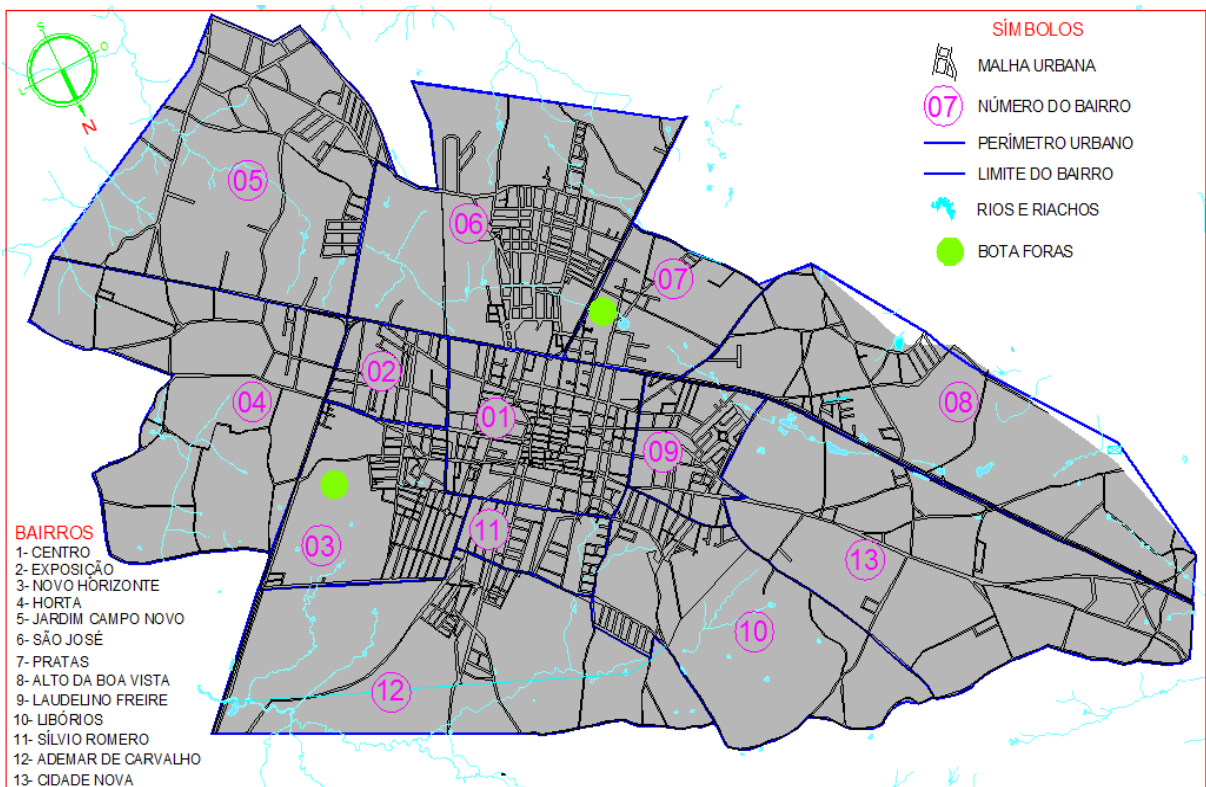 S
O
L
N
SÍMBOLOS
MALHA URBANA
07 NÚMERO DO BAIRRO
PERÍMETRO URBANO
LIMITE DO BAIRRO
RIOS E RIACHOS
BOTA FORAS
05
06
07
02
04
01
08
09
03
11
13
10
12
BAIRROS
1- CENTRO
2- EXPOSIÇÃO
3- NOVO HORIZONTE
4- HORTA
5- JARDIM CAMPO NOVO
6- SÃO JOSÉ
7- PRATAS
8- ALTO DA BOA VISTA
9- LAUDELINO FREIRE
10- LIBÓRIOS
11- SÍLVIO ROMERO
12- ADEMAR DE CARVALHO
13- CIDADE NOVA